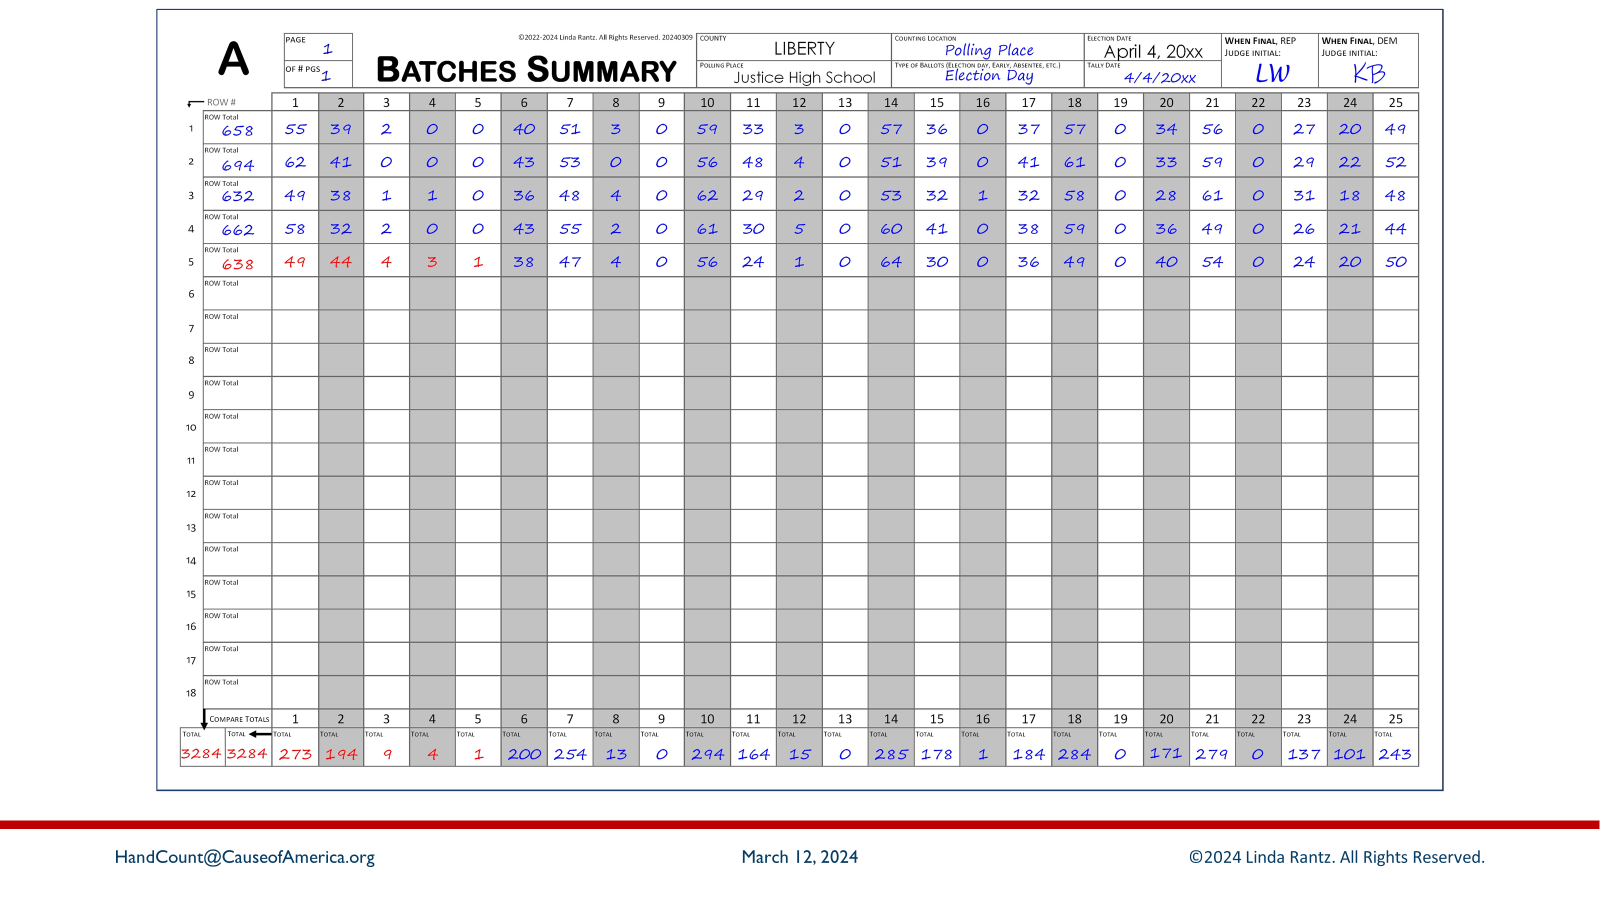 A
PAGE 1
OF # PGS 1
©2022-2024 Linda Rantz. All Rights Reserved. 20240309
BATCHES SUMMARY
COUNTY LIBERTY
POLLING PLACE Justice High School
COUNTING LOCATION Polling Place
TYPE OF BALLOTS (ELECTION DAY, EARLY, ABSENTEE, ETC.) Election Day
ELECTION DATE April 4, 20xx
TALLY DATE 4/4/20xx
WHEN FINAL, REP
JUDGE INITIAL:
LW
WHEN FINAL, DEM
JUDGE INITIAL:
KB
ROW # 1 2 3 4 5 6 7 8 9 10 11 12 13 14 15 16 17 18 19 20 21 22 23 24 25
1 ROW Total 658 55 39 2 0 0 40 51 3 0 59 33 3 0 57 36 0 37 57 0 34 56 0 27 20 49
2 ROW Total 694 62 41 0 0 0 43 53 0 0 56 48 4 0 51 39 0 41 61 0 33 59 0 29 22 52
3 ROW Total 632 49 38 1 1 0 36 48 4 0 62 29 2 0 53 32 1 32 58 0 28 61 0 31 18 48
4 ROW Total 662 58 32 2 0 0 43 55 2 0 61 30 5 0 60 41 0 38 59 0 36 49 0 26 21 44
5 ROW Total 638 49 44 4 3 1 38 47 4 0 56 24 1 0 64 30 0 36 49 0 40 54 0 24 20 50
6 ROW Total
7 ROW Total
8 ROW Total
9 ROW Total
10 ROW Total
11 ROW Total
12 ROW Total
13 ROW Total
14 ROW Total
15 ROW Total
16 ROW Total
17 ROW Total
18 ROW Total
COMPARE TOTALS 1 2 3 4 5 6 7 8 9 10 11 12 13 14 15 16 17 18 19 20 21 22 23 24 25
TOTAL TOTAL TOTAL TOTAL TOTAL TOTAL TOTAL TOTAL TOTAL TOTAL TOTAL TOTAL TOTAL TOTAL TOTAL TOTAL TOTAL TOTAL TOTAL TOTAL TOTAL TOTAL TOTAL TOTAL TOTAL TOTAL TOTAL
3284 3284 273 194 9 4 1 200 254 13 0 294 164 15 0 285 178 1 184 284 0 171 279 0 137 101 243
HandCount@CauseofAmerica.org
March 12, 2024
©2024 Linda Rantz. All Rights Reserved.